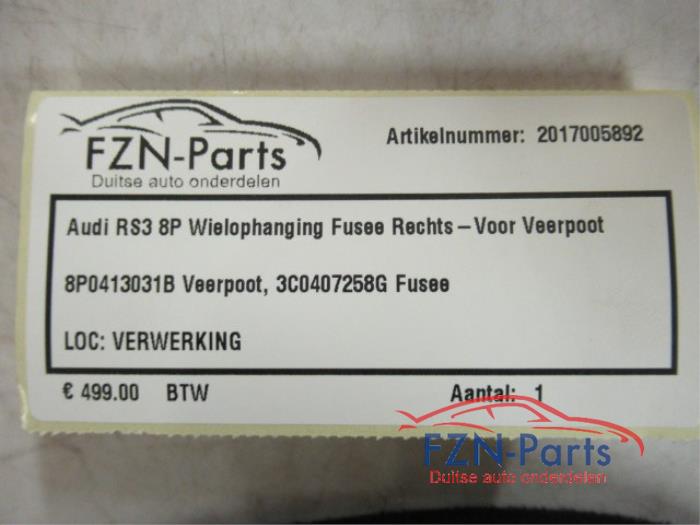 FZN-Parts
Duitse auto onderdelen
Artikelnummer: 2017005892
Audi RS3 8P Wielophanging Fusee Rechts-Voor Veerpoot
8P0413031B Veerpoot, 3C0407258G Fusee
LOC: VERWERKING
€ 499.00 BTW Aantal: 1
FZN-Parts
Duitse auto onderdelen